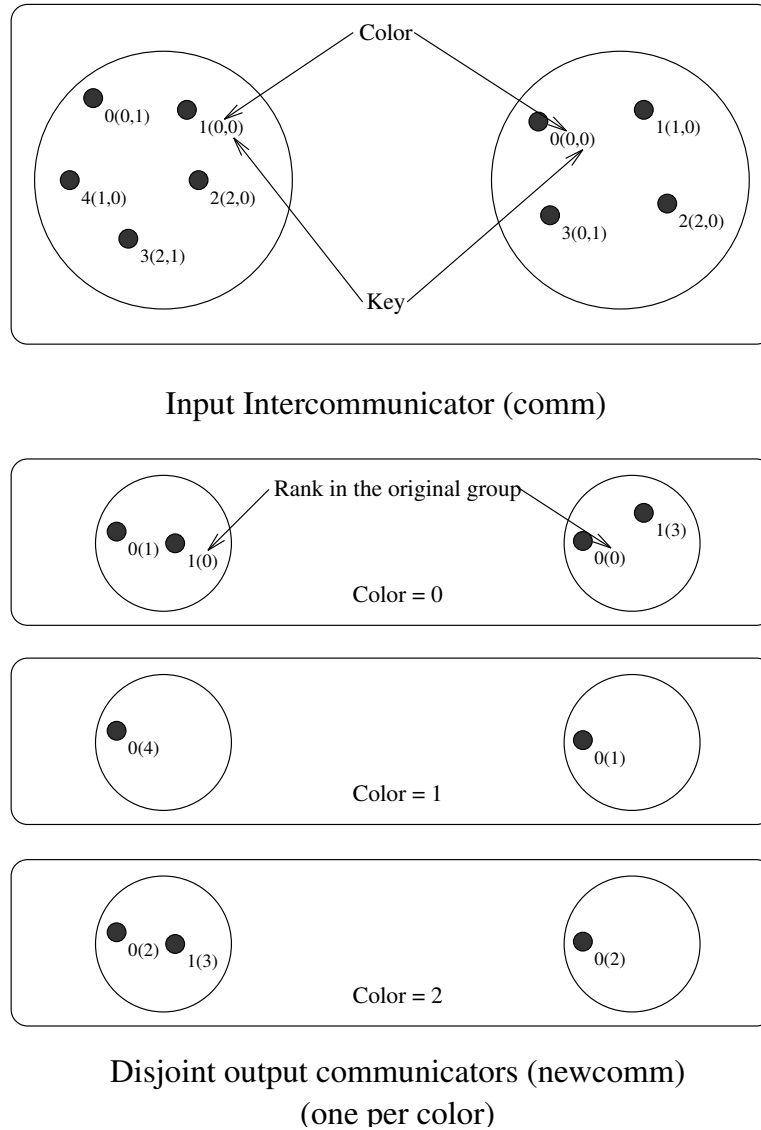 Color
0(0,1)
1(0,0)
0(0,0)
1(1,0)
4(1,0)
2(2,0)
3(2,1)
3(0,1)
2(2,0)
Key
Input Intercommunicator (comm)
Rank in the original group
0(1)
1(0)
0(0)
1(3)
Color = 0
0(4)
0(1)
Color = 1
0(2)
1(3)
0(2)
Color = 2
Disjoint output communicators (newcomm)
(one per color)